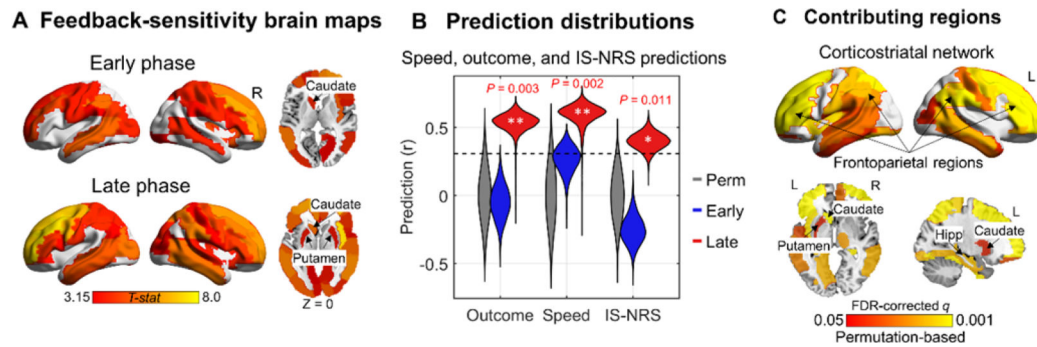 A Feedback-sensitivity brain maps
Early phase
R
Caudate
Late phase
Caudate
Putamen
3.15 T-stat 8.0
Z = 0
B Prediction distributions
Speed, outcome, and IS-NRS predictions
P = 0.003
P = 0.002
P = 0.011
**
**
*
0.5
0
-0.5
Prediction (r)
Perm
Early
Late
Outcome Speed IS-NRS
C Contributing regions
Corticostriatal network
L
Frontoparietal regions
L
R
Caudate
Putamen
L
Hipp
Caudate
FDR-corrected q
0.05 0.001
Permutation-based